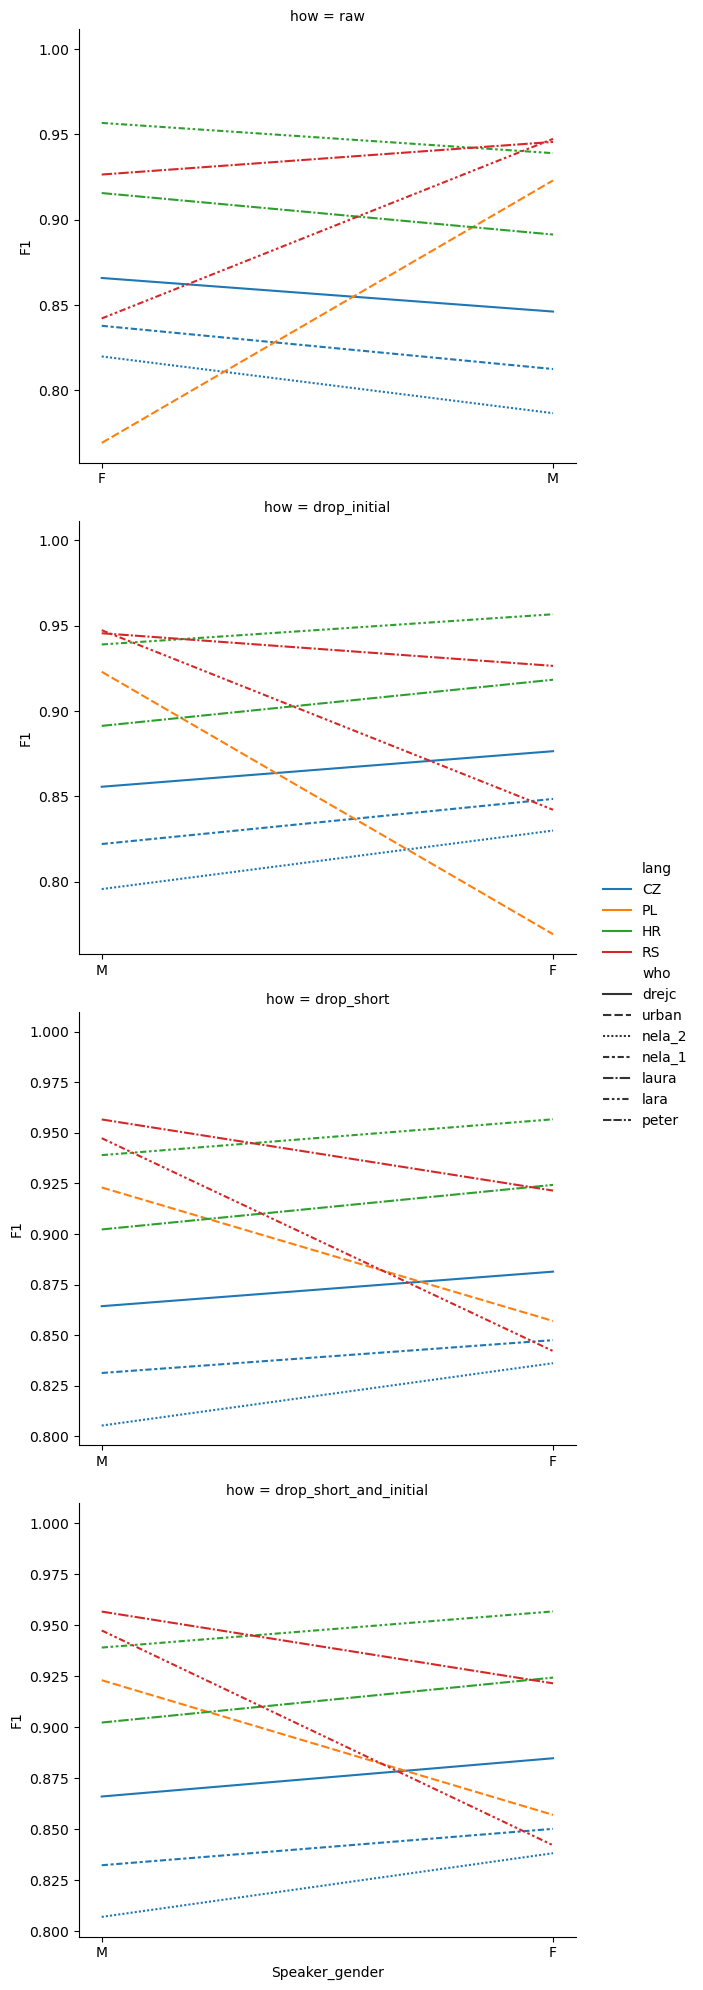 how = raw
1.00
0.95
0.90
0.85
0.80
F1
F M
how = drop_initial
1.00
0.95
0.90
0.85
0.80
F1
M F
how = drop_short
1.000
0.975
0.950
0.925
0.900
0.875
0.850
0.825
0.800
F1
M F
how = drop_short_and_initial
1.000
0.975
0.950
0.925
0.900
0.875
0.850
0.825
0.800
F1
M F
Speaker_gender
lang
CZ
PL
HR
RS
who
drejc
urban
nela_2
nela_1
laura
lara
peter